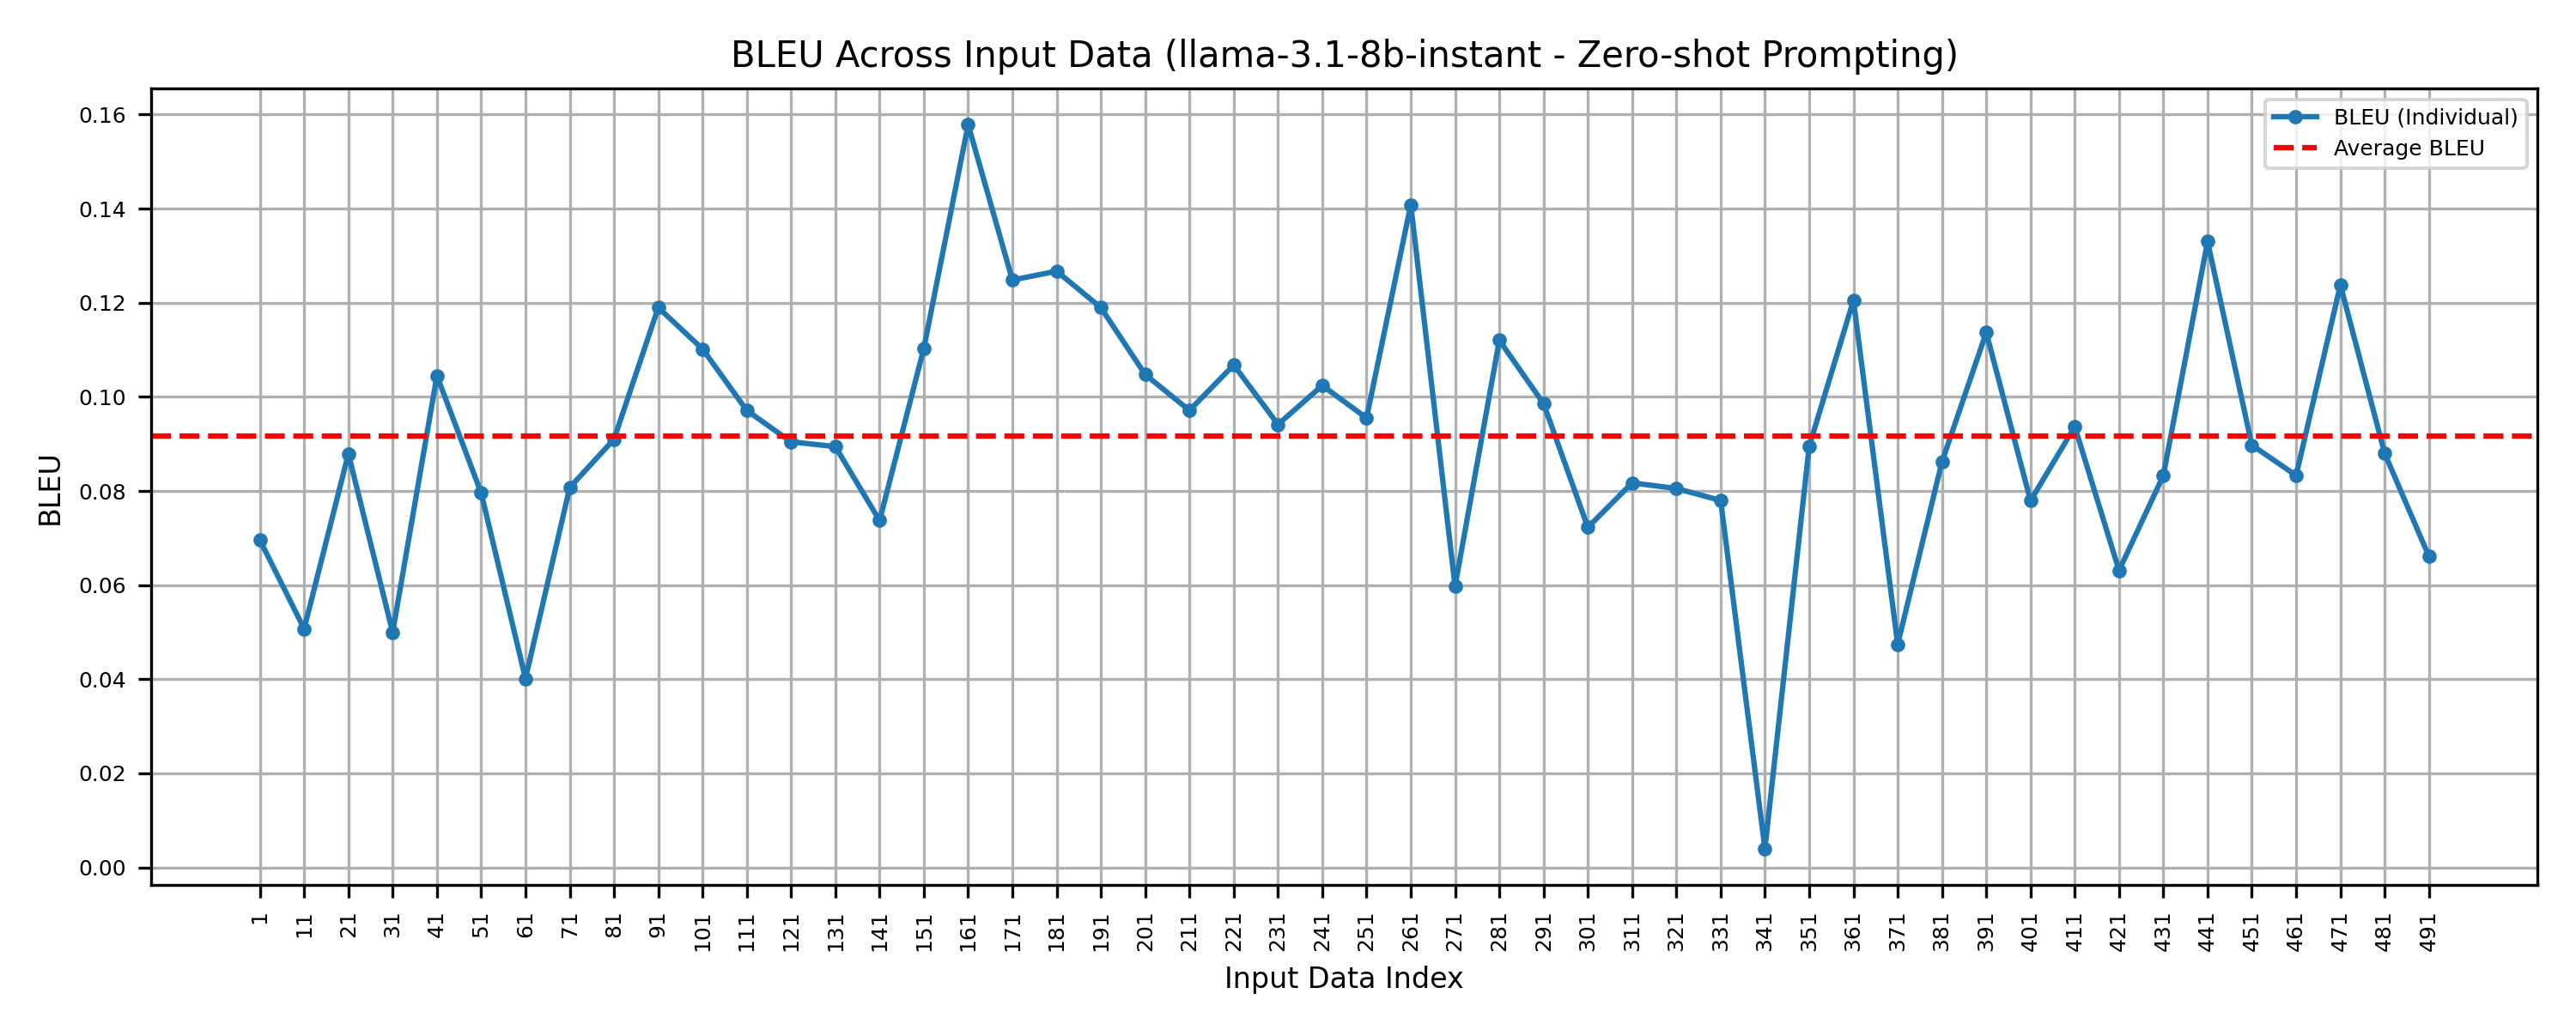 BLEU Across Input Data (llama-3.1-8b-instant - Zero-shot Prompting)
BLEU (Individual)
Average BLEU
BLEU
0.16
0.14
0.12
0.10
0.08
0.06
0.04
0.02
0.00
1 11 21 31 41 51 61 71 81 91 101 111 121 131 141 151 161 171 181 191 201 211 221 231 241 251 261 271 281 291 301 311 321 331 341 351 361 371 381 391 401 411 421 431 441 451 461 471 481 491
Input Data Index